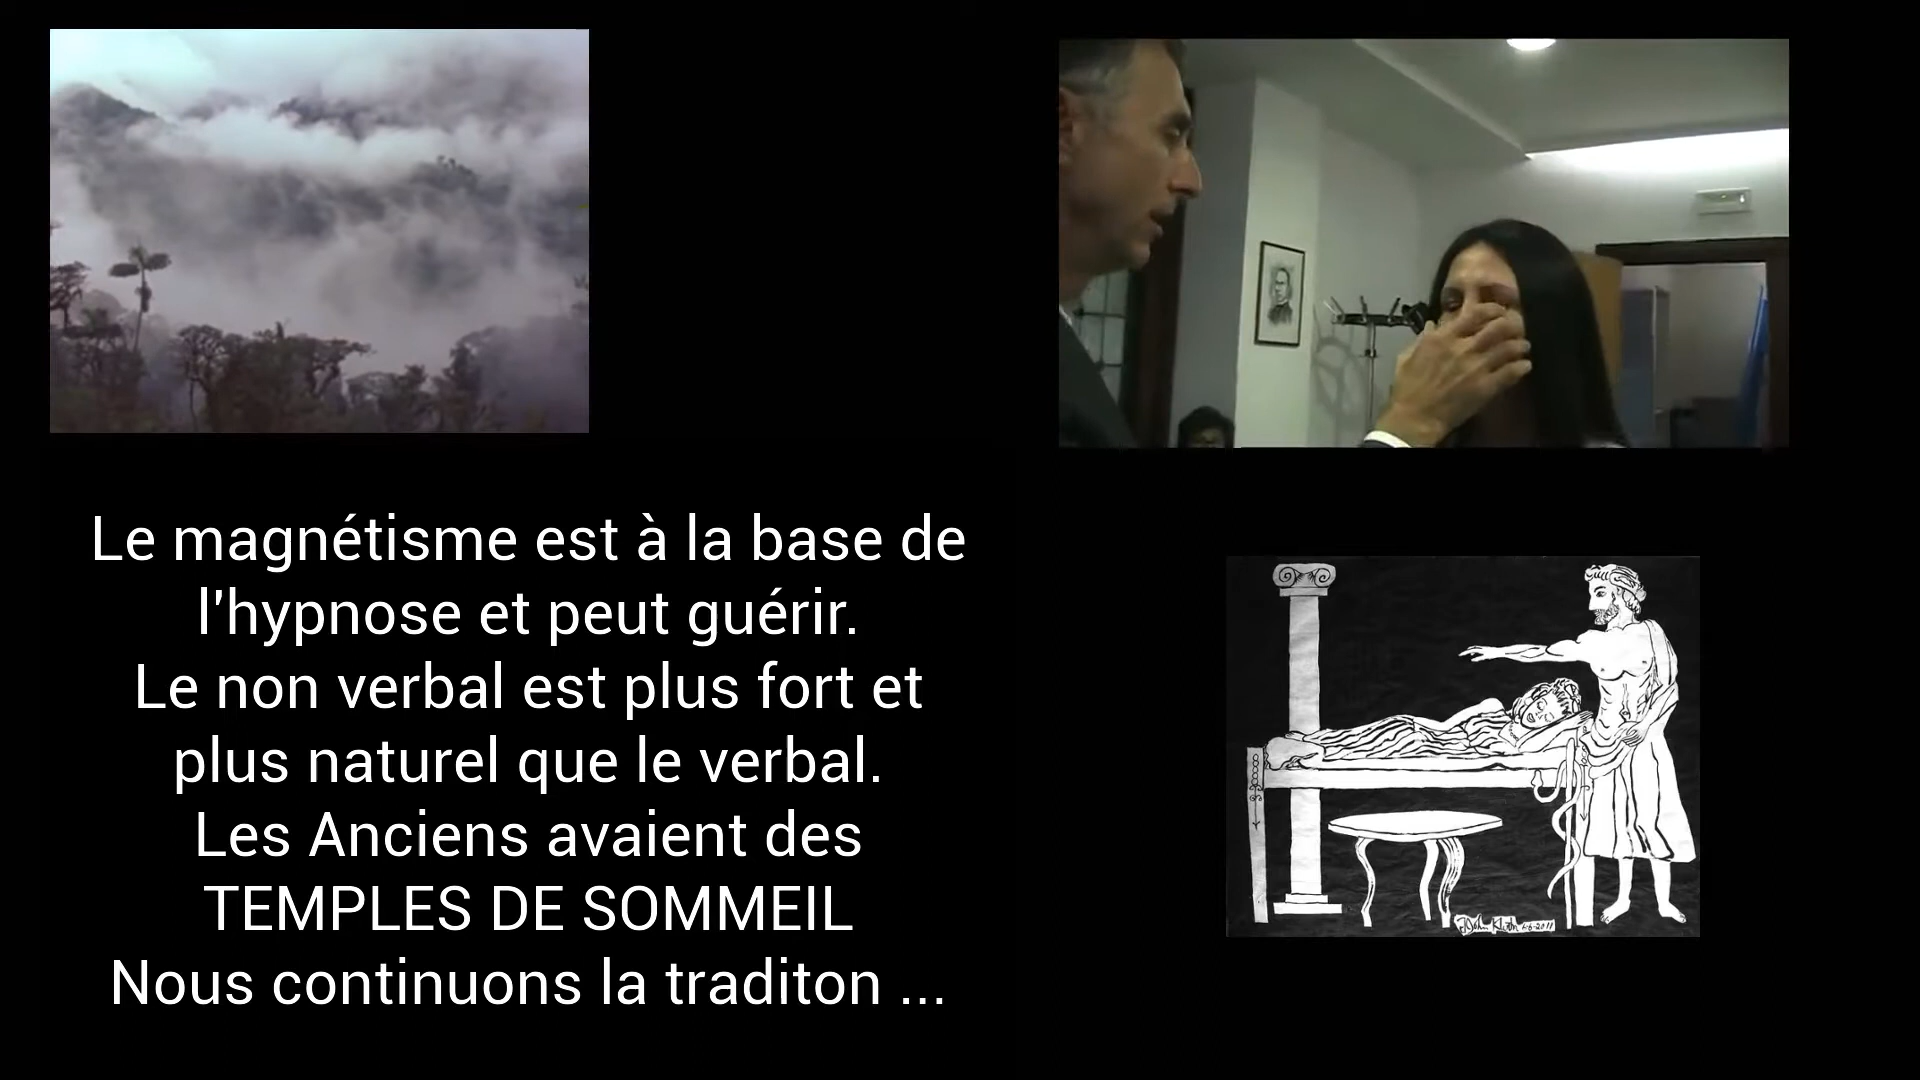 Le magnétisme est à la base de
l'hypnose et peut guérir.
Le non verbal est plus fort et
plus naturel que le verbal.
Les Anciens avaient des
TEMPLES DE SOMMEIL
Nous continuons la traditon ...